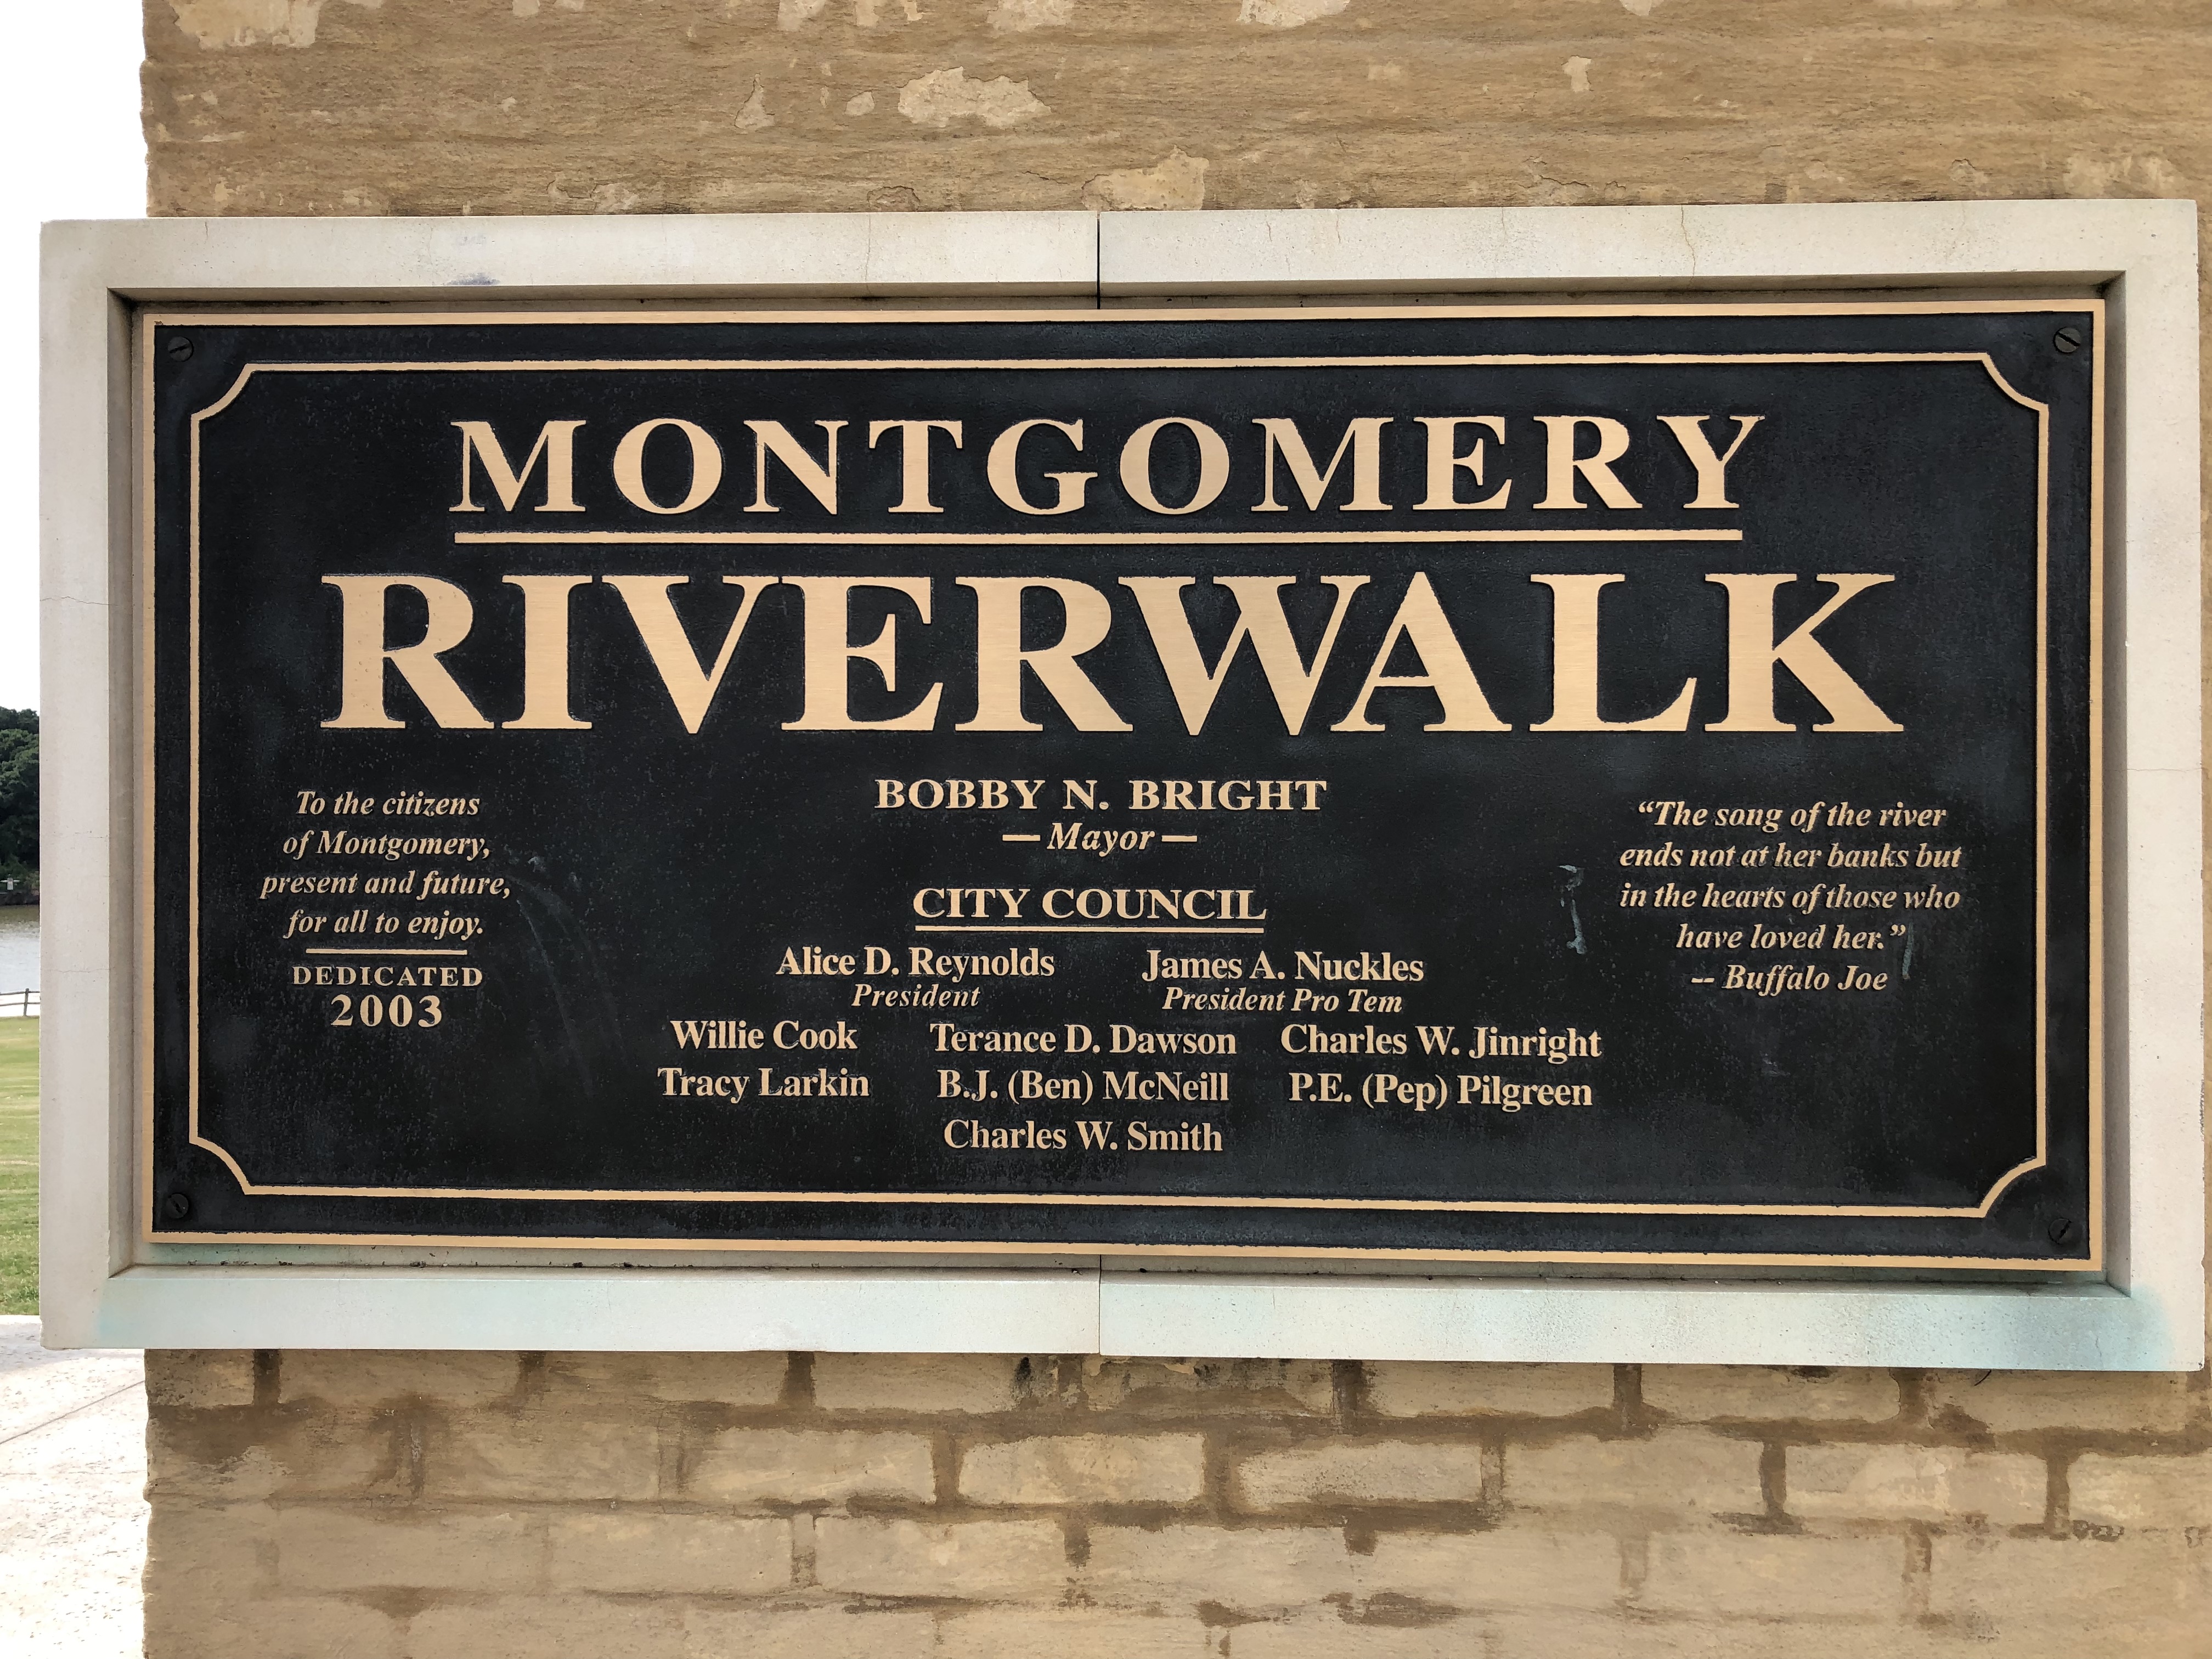 MONTGOMERY
RIVERWALK
To the citizens
of Montgomery,
present and future,
for all to enjoy.
DEDICATED
2003
BOBBY N. BRIGHT
— Mayor —
CITY COUNCIL
Alice D. Reynolds James A. Nuckles
President President Pro Tem
Willie Cook Terance D. Dawson Charles W. Jinright
Tracy Larkin B.J. (Ben) McNeill P.E. (Pep) Pilgreen
Charles W. Smith
“The song of the river
ends not at her banks but
in the hearts of those who
have loved her.”
-- Buffalo Joe